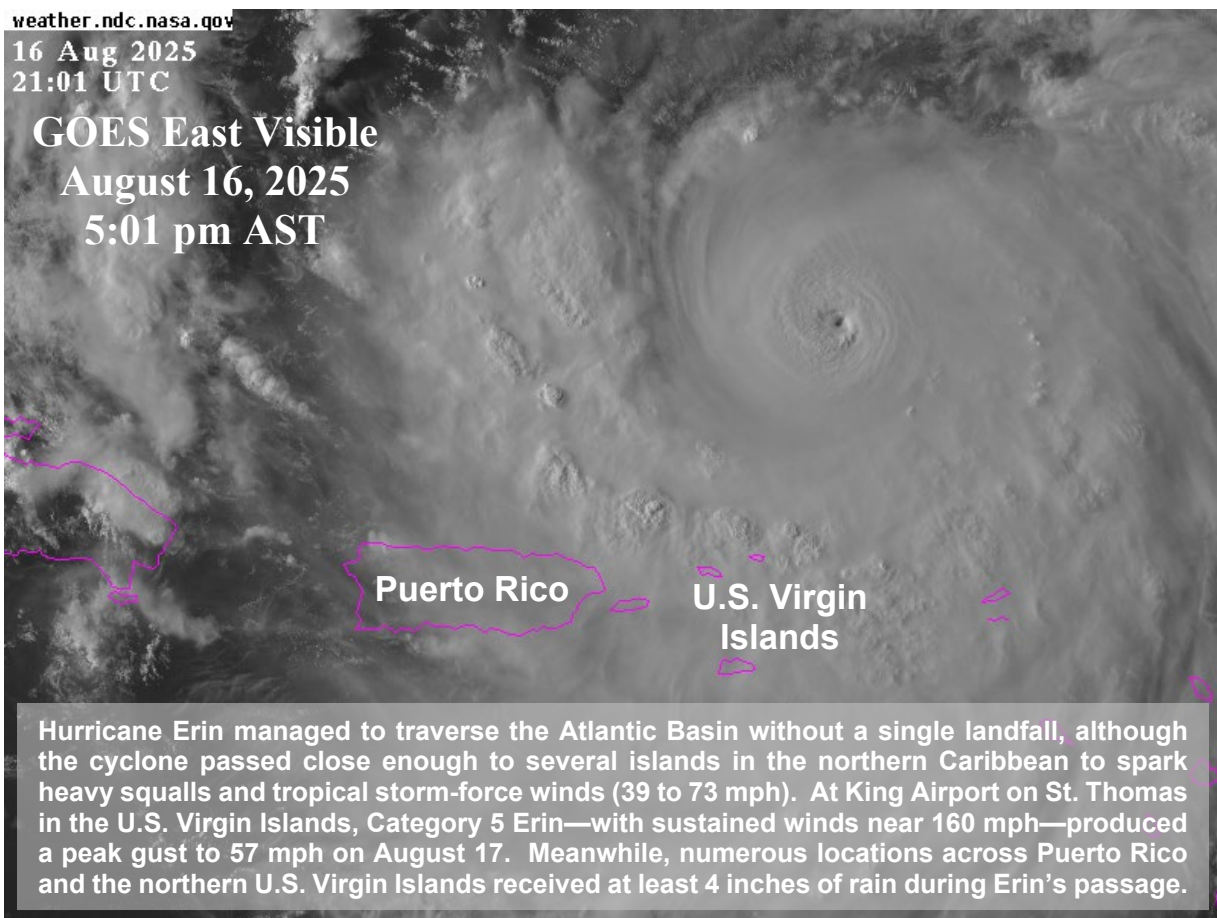 weather.ndc.nasa.gov
16 Aug 2025
21:01 UTC
GOES East Visible
August 16, 2025
5:01 pm AST
Puerto Rico
U.S. Virgin
Islands
Hurricane Erin managed to traverse the Atlantic Basin without a single landfall, although
the cyclone passed close enough to several islands in the northern Caribbean to spark
heavy squalls and tropical storm-force winds (39 to 73 mph). At King Airport on St. Thomas
in the U.S. Virgin Islands, Category 5 Erin—with sustained winds near 160 mph—produced
a peak gust to 57 mph on August 17. Meanwhile, numerous locations across Puerto Rico
and the northern U.S. Virgin Islands received at least 4 inches of rain during Erin’s passage.